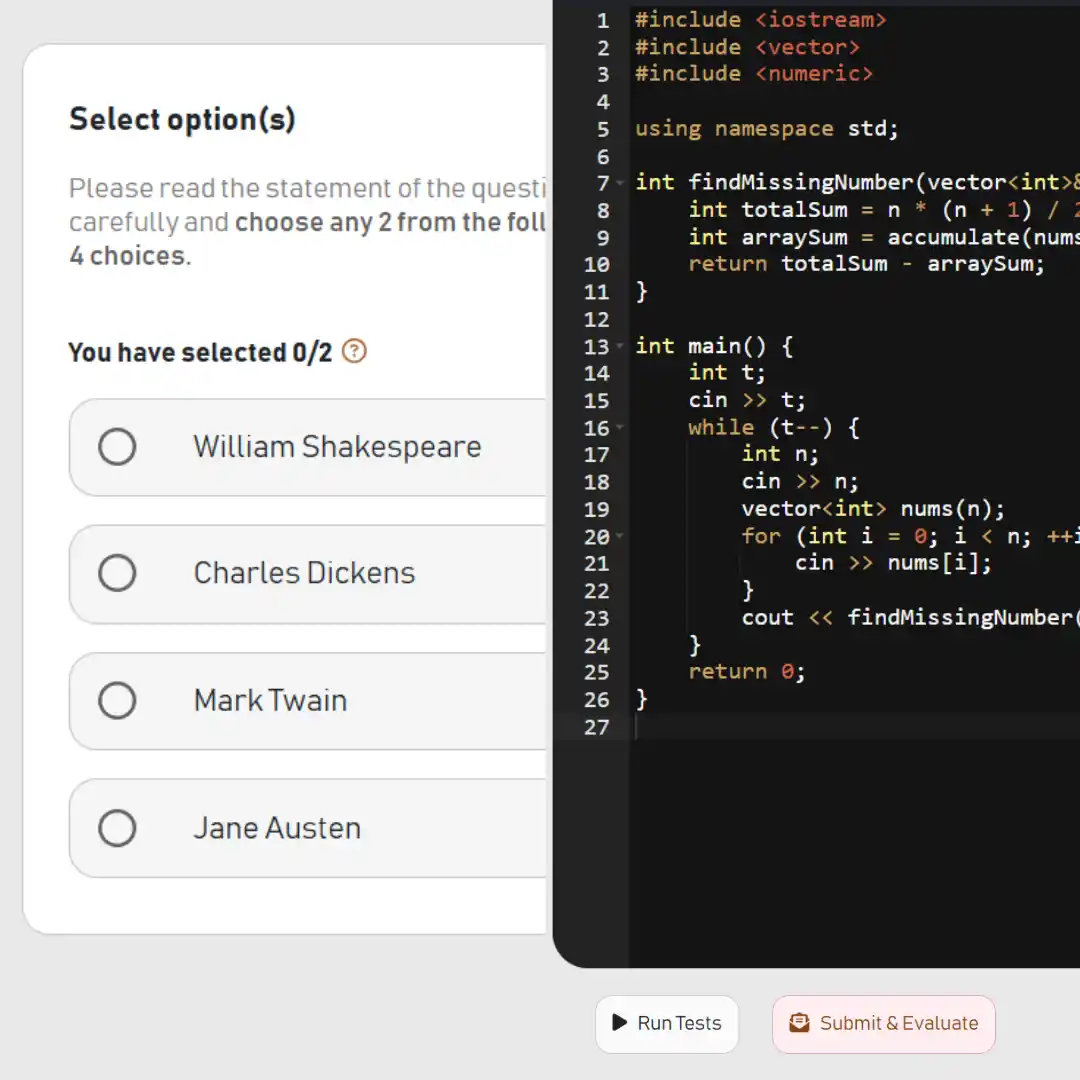 Select option(s)
Please read the statement of the questi
carefully and choose any 2 from the foll
4 choices.
You have selected 0/2 ?
William Shakespeare
Charles Dickens
Mark Twain
Jane Austen
1 #include <iostream>
2 #include <vector>
3 #include <numeric>
4
5 using namespace std;
6
7 int findMissingNumber(vector<int>&
8 int totalSum = n * (n + 1) / 2
9 int arraySum = accumulate(nums
10 return totalSum - arraySum;
11 }
12
13 int main() {
14 int t;
15 cin >> t;
16 while (t--) {
17 int n;
18 cin >> n;
19 vector<int> nums(n);
20 for (int i = 0; i < n; ++i
21 cin >> nums[i];
22 }
23 cout << findMissingNumber(
24 }
25 return 0;
26 }
27
Run Tests
Submit & Evaluate